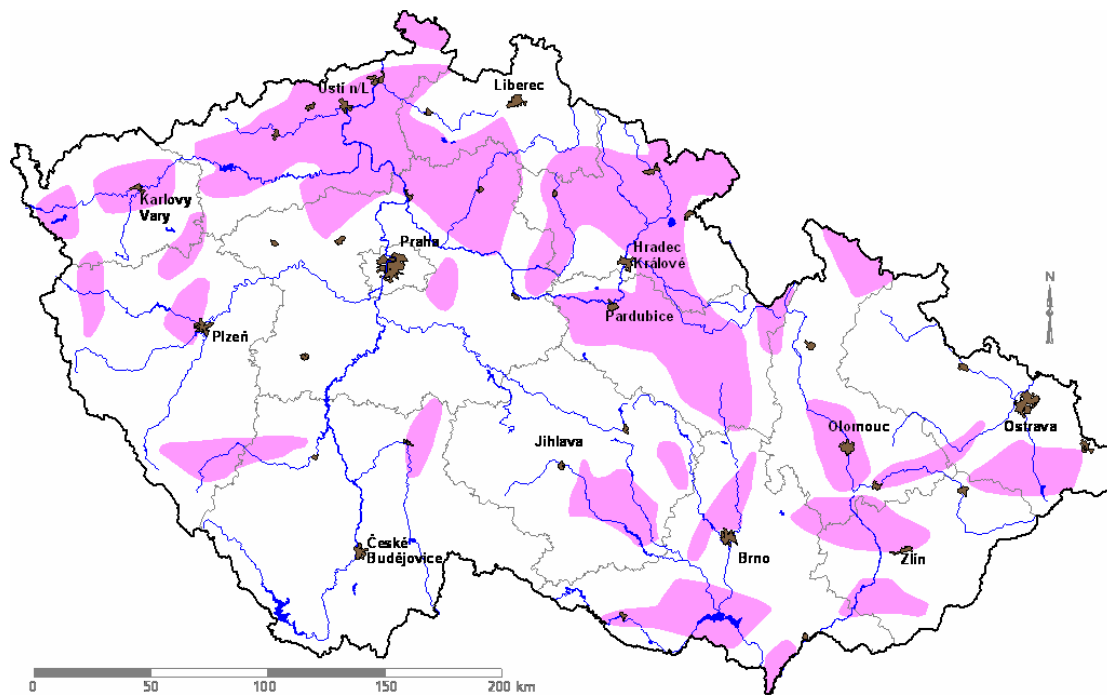 Ústí n/L
Liberec
Karlovy
Vary
Praha
Hradec
Králové
Pardubice
Plzeň
N
Olomouc
Ostrava
Jihlava
České
Budějovice
Brno
Zlín
0 50 100 150 200 km